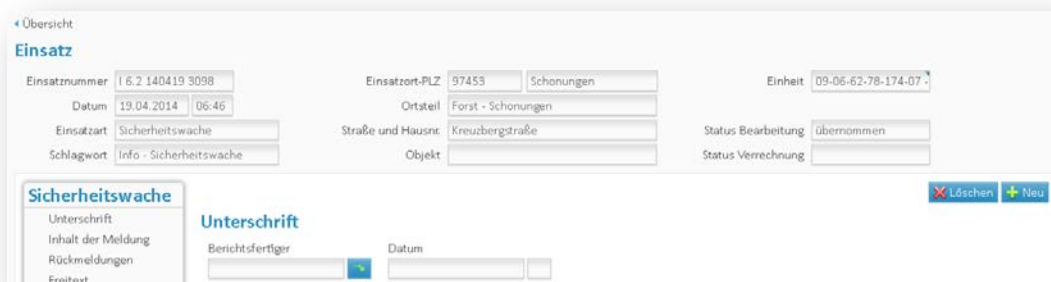 Übersicht
Einsatz
Einsatznummer I 6.2 140419 3098 Einsatzort-PLZ 97453 Schonungen Einheit 09-06-62-78-174-07 -
Datum 19.04.2014 06:46 Ortsteil Forst - Schonungen
Einsatzart Sicherheitswache Straße und Hausnr. Kreuzbergstraße Status Bearbeitung übernommen
Schlagwort Info - Sicherheitswache Objekt Status Verrechnung
Sicherheitswache Löschen Neu
Unterschrift
Inhalt der Meldung
Rückmeldungen
Freitext
Unterschrift
Berichtsfertiger Datum